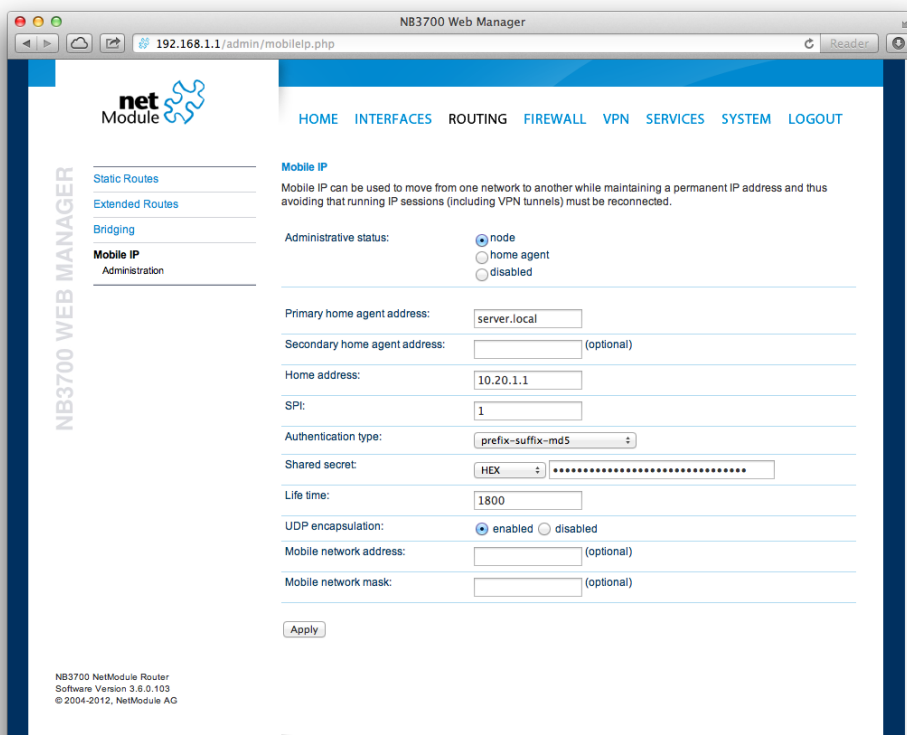 NB3700 Web Manager
192.168.1.1/admin/mobileIp.php
Reader
net
Module
HOME INTERFACES ROUTING FIREWALL VPN SERVICES SYSTEM LOGOUT
NB3700 WEB MANAGER
Static Routes
Extended Routes
Bridging
Mobile IP
Administration
Mobile IP
Mobile IP can be used to move from one network to another while maintaining a permanent IP address and thus
avoiding that running IP sessions (including VPN tunnels) must be reconnected.
Administrative status: node
home agent
disabled
Primary home agent address: server.local
Secondary home agent address: (optional)
Home address: 10.20.1.1
SPI: 1
Authentication type: prefix-suffix-md5
Shared secret: HEX ••••••••••••••••••••••••••••••••
Life time: 1800
UDP encapsulation: enabled disabled
Mobile network address: (optional)
Mobile network mask: (optional)
Apply
NB3700 NetModule Router
Software Version 3.6.0.103
© 2004-2012, NetModule AG